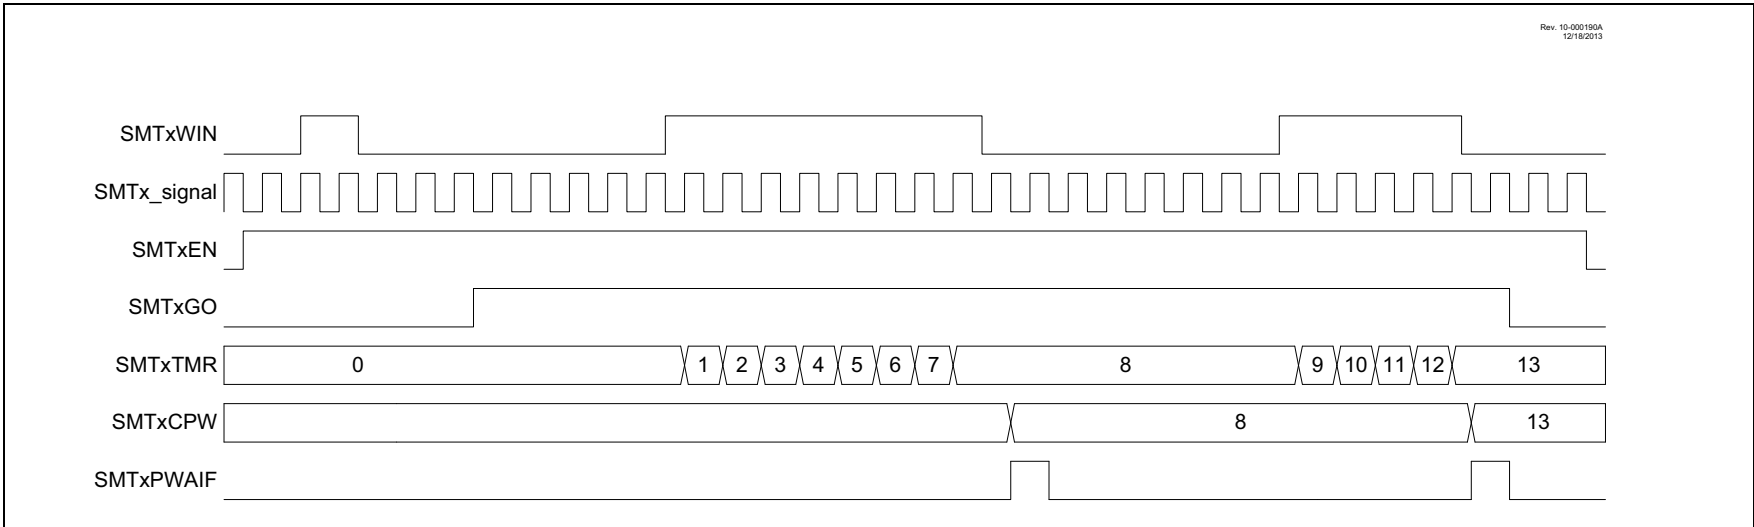 Rev. 10-000190A
12/18/2013
SMTxWIN
SMTx_signal
SMTxEN
SMTxGO
SMTxTMR 0 1 2 3 4 5 6 7 8 9 10 11 12 13
SMTxCPW 8 13
SMTxPWAIF